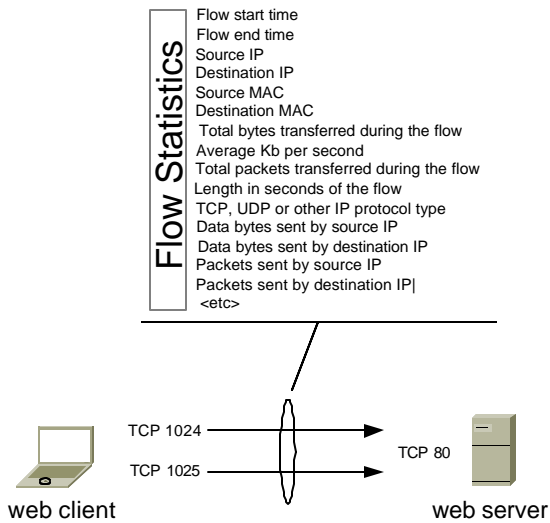 Flow Statistics
Flow start time
Flow end time
Source IP
Destination IP
Source MAC
Destination MAC
Total bytes transferred during the flow
Average Kb per second
Total packets transferred during the flow
Length in seconds of the flow
TCP, UDP or other IP protocol type
Data bytes sent by source IP
Data bytes sent by destination IP
Packets sent by source IP
Packets sent by destination IP|
<etc>
TCP 1024
TCP 1025
TCP 80
web client
web server